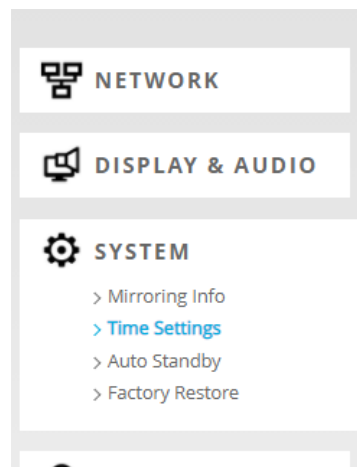 NETWORK
DISPLAY & AUDIO
SYSTEM
> Mirroring Info
> Time Settings
> Auto Standby
> Factory Restore